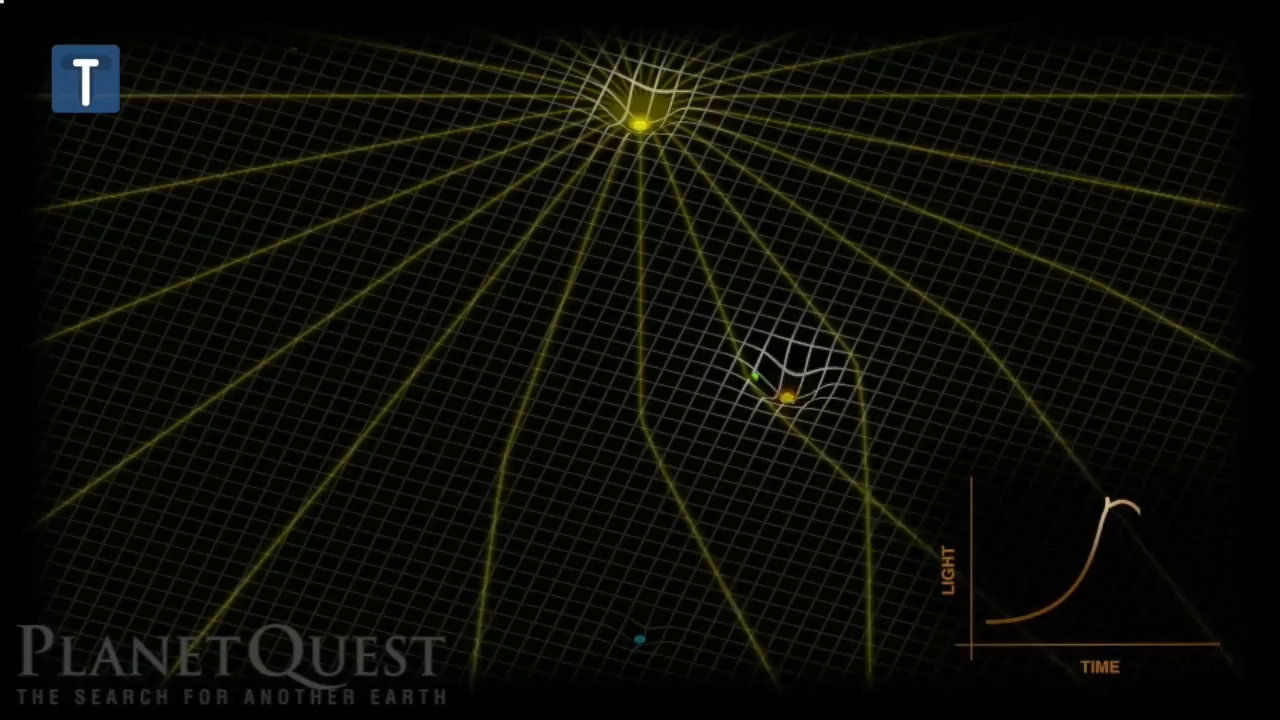 T
LIGHT
TIME
PLANETQUEST
THE SEARCH FOR ANOTHER EARTH